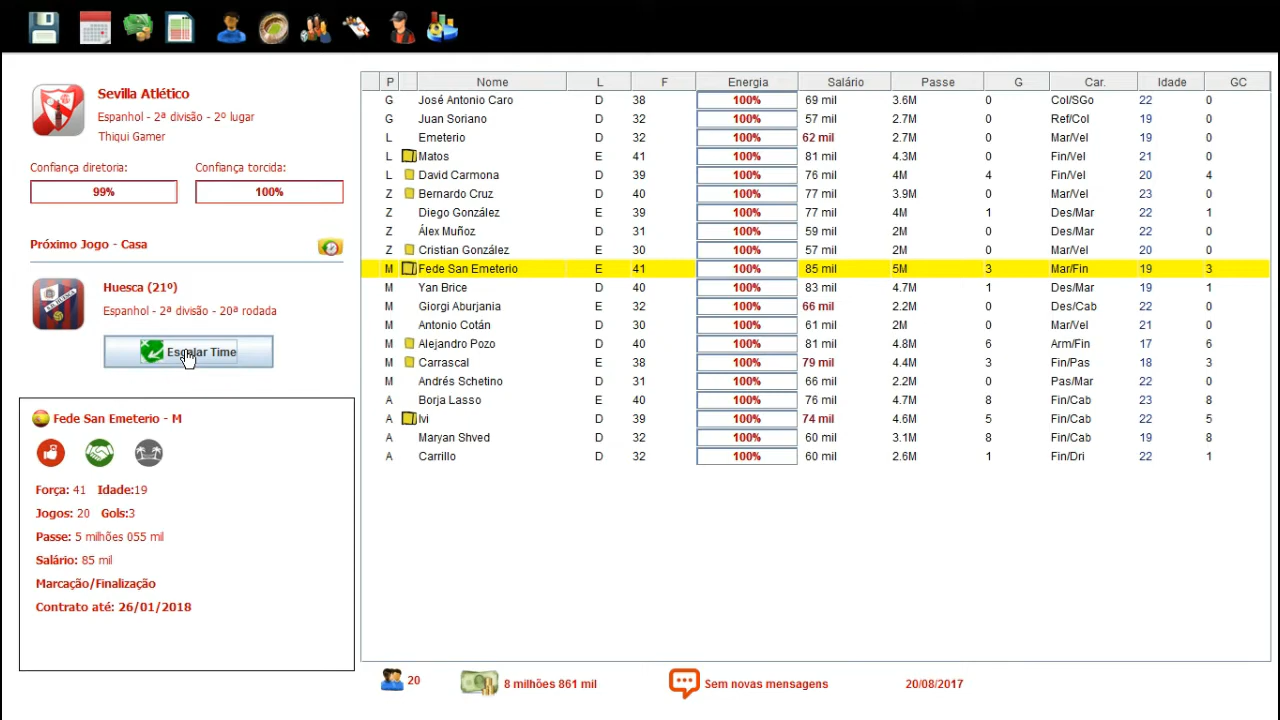 Sevilla Atlético
Espanhol - 2ª divisão - 2º lugar
Thiqui Gamer
Confiança diretoria: Confiança torcida:
99% 100%
Próximo Jogo - Casa
Huesca (21º)
Espanhol - 2ª divisão - 20ª rodada
Escalar Time
Fede San Emeterio - M
Força: 41 Idade:19
Jogos: 20 Gols:3
Passe: 5 milhões 055 mil
Salário: 85 mil
Marcação/Finalização
Contrato até: 26/01/2018
P Nome L F Energia Salário Passe G Car. Idade GC
G José Antonio Caro D 38 100% 69 mil 3.6M 0 Col/SGo 22 0
G Juan Soriano D 32 100% 57 mil 2.7M 0 Ref/Col 19 0
L Emeterio D 32 100% 62 mil 2.7M 0 Mar/Vel 19 0
L Matos E 41 100% 81 mil 4.3M 0 Fin/Vel 21 0
L David Carmona D 39 100% 76 mil 4M 4 Fin/Vel 20 4
Z Bernardo Cruz D 40 100% 77 mil 3.9M 0 Mar/Vel 23 0
Z Diego González E 39 100% 77 mil 4M 1 Des/Mar 22 1
Z Álex Muñoz D 31 100% 59 mil 2M 0 Des/Mar 22 0
Z Cristian González E 30 100% 57 mil 2M 0 Mar/Vel 20 0
M Fede San Emeterio E 41 100% 85 mil 5M 3 Mar/Fin 19 3
M Yan Brice D 40 100% 83 mil 4.7M 1 Des/Mar 19 1
M Giorgi Aburjania E 32 100% 66 mil 2.2M 0 Des/Cab 22 0
M Antonio Cotán D 30 100% 61 mil 2M 0 Mar/Vel 21 0
M Alejandro Pozo D 40 100% 81 mil 4.8M 6 Arm/Fin 17 6
M Carrascal E 38 100% 79 mil 4.4M 3 Fin/Pas 18 3
M Andrés Schetino D 31 100% 66 mil 2.2M 0 Pas/Mar 22 0
A Borja Lasso E 40 100% 76 mil 4.7M 8 Fin/Cab 23 8
A Ivi D 39 100% 74 mil 4.6M 5 Fin/Cab 22 5
A Maryan Shved D 32 100% 60 mil 3.1M 8 Fin/Cab 19 8
A Carrillo D 32 100% 60 mil 2.6M 1 Fin/Dri 22 1
20 8 milhões 861 mil Sem novas mensagens 20/08/2017